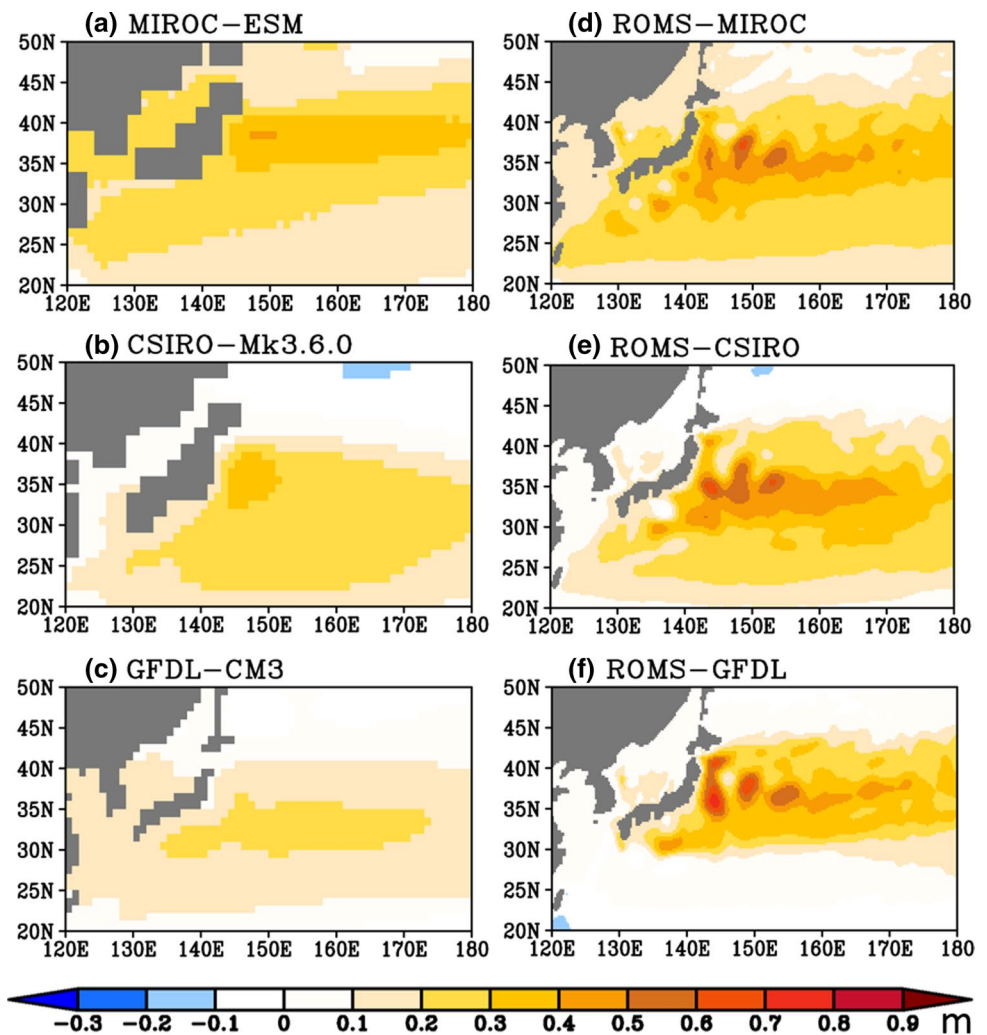 (a) MIROC-ESM
50N
45N
40N
35N
30N
25N
20N
120E 130E 140E 150E 160E 170E 180
(d) ROMS-MIROC
50N
45N
40N
35N
30N
25N
20N
120E 130E 140E 150E 160E 170E 180
(b) CSIRO-Mk3.6.0
50N
45N
40N
35N
30N
25N
20N
120E 130E 140E 150E 160E 170E 180
(e) ROMS-CSIRO
50N
45N
40N
35N
30N
25N
20N
120E 130E 140E 150E 160E 170E 180
(c) GFDL-CM3
50N
45N
40N
35N
30N
25N
20N
120E 130E 140E 150E 160E 170E 180
(f) ROMS-GFDL
50N
45N
40N
35N
30N
25N
20N
120E 130E 140E 150E 160E 170E 180
-0.3 -0.2 -0.1 0 0.1 0.2 0.3 0.4 0.5 0.6 0.7 0.8 0.9 m